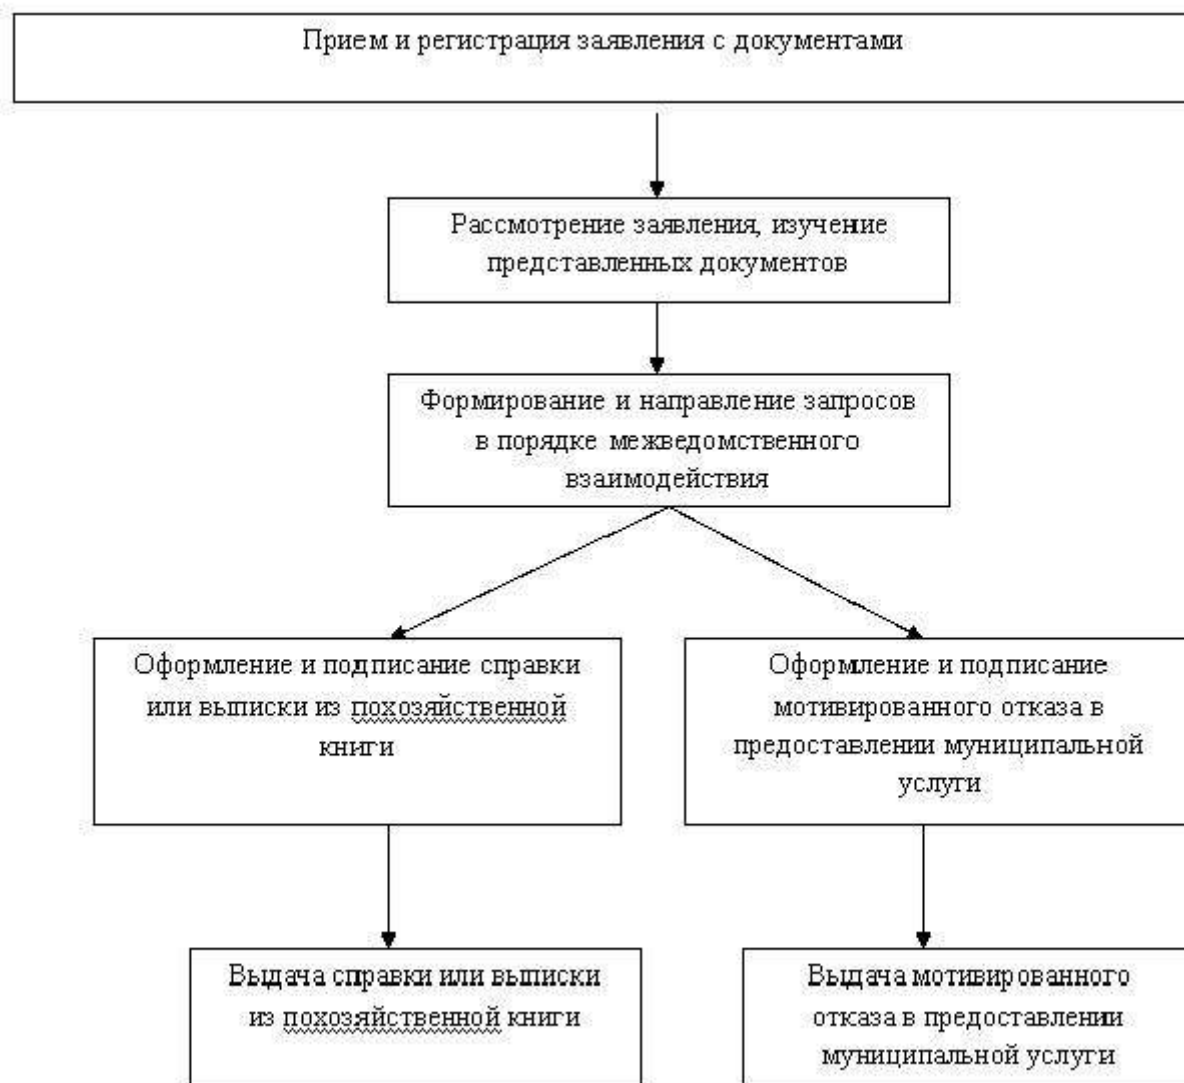 Прием и регистрация заявления с документами
Рассмотрение заявления, изучение
представленных документов
Формирование и направление запросов
в порядке межведомственного
взаимодействия
Оформление и подписание справки
или выписки из похозяйственной
книги
Оформление и подписание
мотивированного отказа в
предоставлении муниципальной
услуги
Выдача справки или выписки
из похозяйственной книги
Выдача мотивированного
отказа в предоставлении
муниципальной услуги